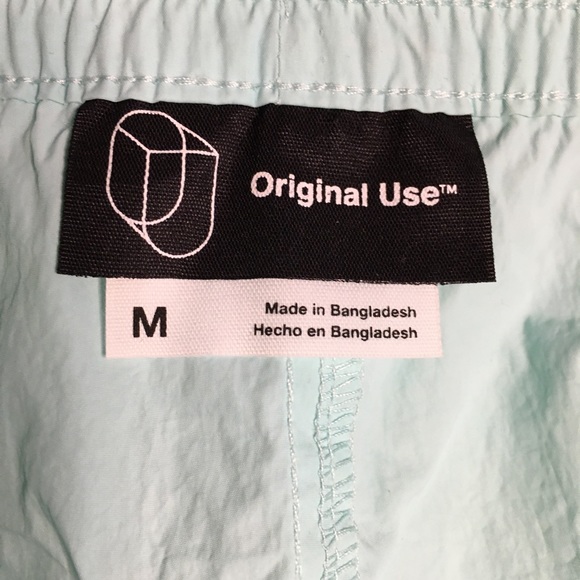 Original Use™
M
Made in Bangladesh
Hecho en Bangladesh